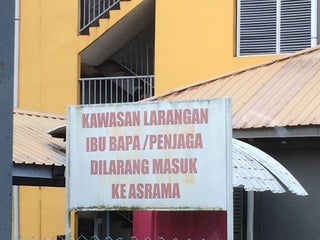 KAWASAN LARANGAN
IBU BAPA/PENJAGA
DILARANG MASUK
KE ASRAMA